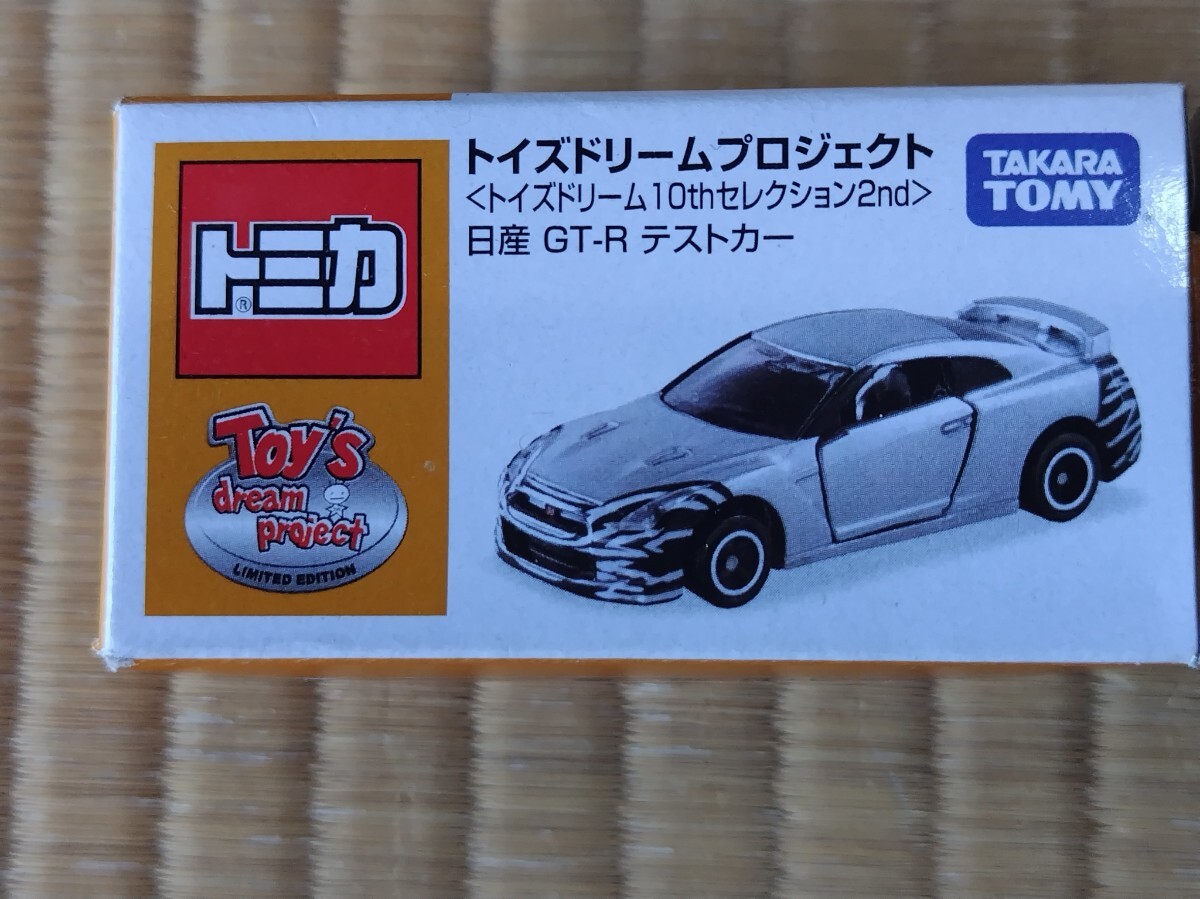 トミカ
®
Toy's
dream
project
LIMITED EDITION
トイズドリームプロジェクト
<トイズドリーム10thセレクション2nd>
日産 GT-R テストカー
TAKARA
TOMY